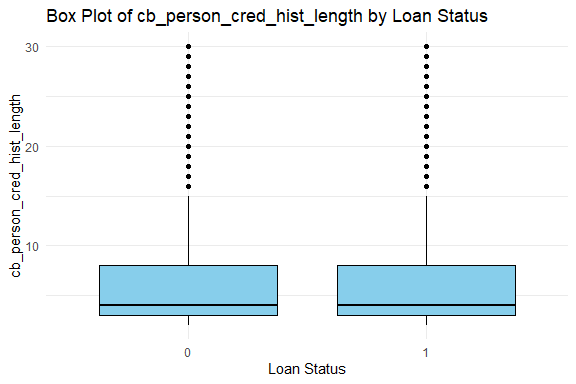 Box Plot of cb_person_cred_hist_length by Loan Status
cb_person_cred_hist_length
30
20
10
0
1
Loan Status